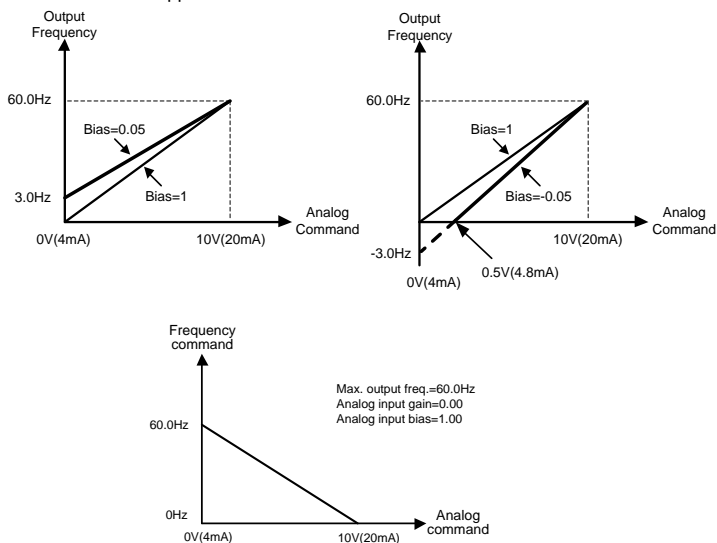 Output
Frequency
60.0Hz
Bias=0.05
Bias=1
3.0Hz
Analog
Command
0V(4mA)
10V(20mA)
Output
Frequency
60.0Hz
Bias=1
Bias=-0.05
Analog
Command
10V(20mA)
-3.0Hz
0.5V(4.8mA)
0V(4mA)
Frequency
command
Max. output freq.=60.0Hz
Analog input gain=0.00
Analog input bias=1.00
60.0Hz
0Hz
Analog
command
0V(4mA)
10V(20mA)